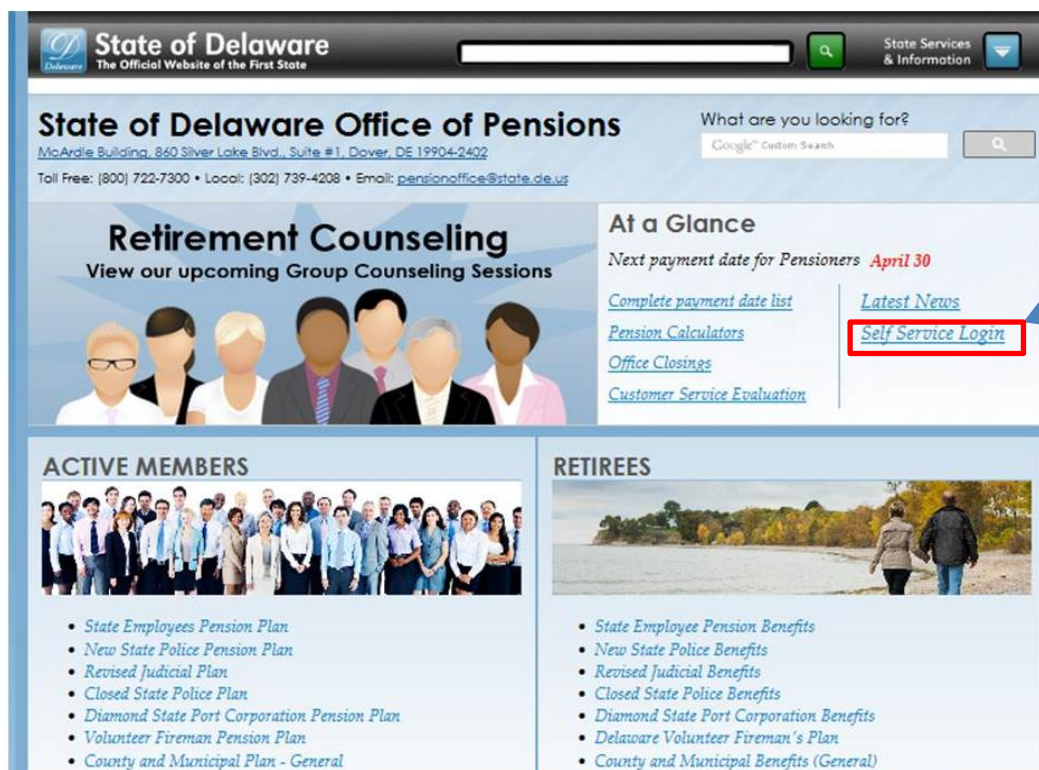 State of Delaware
The Official Website of the First State
Delaware
State Services
& Information
State of Delaware Office of Pensions
McArdle Building, 860 Silver Lake Blvd., Suite #1, Dover, DE 19904-2402
Toll Free: (800) 722-7300 • Local: (302) 739-4208 • Email: pensionoffice@state.de.us
What are you looking for?
Google™ Custom Search
Retirement Counseling
View our upcoming Group Counseling Sessions
At a Glance
Next payment date for Pensioners April 30
Complete payment date list
Pension Calculators
Office Closings
Customer Service Evaluation
Latest News
Self Service Login
ACTIVE MEMBERS
• State Employees Pension Plan
• New State Police Pension Plan
• Revised Judicial Plan
• Closed State Police Plan
• Diamond State Port Corporation Pension Plan
• Volunteer Fireman Pension Plan
• County and Municipal Plan - General
RETIREES
• State Employee Pension Benefits
• New State Police Benefits
• Revised Judicial Benefits
• Closed State Police Benefits
• Diamond State Port Corporation Benefits
• Delaware Volunteer Fireman's Plan
• County and Municipal Benefits (General)